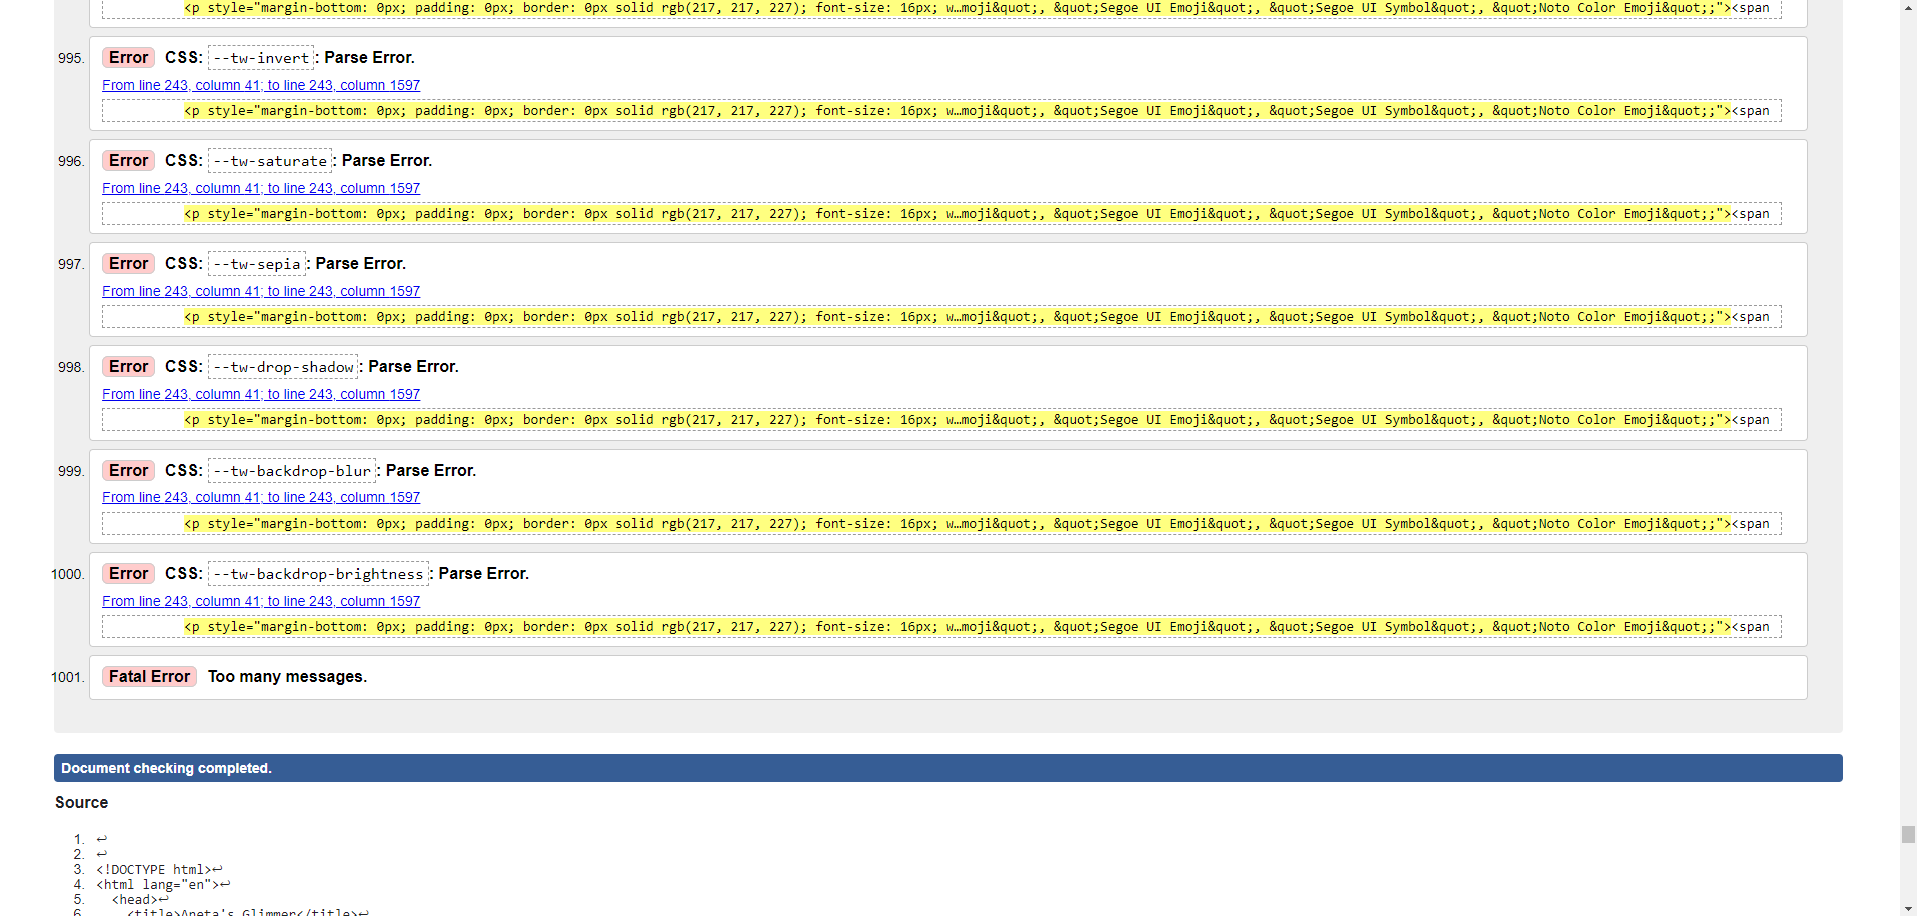 <p style="margin-bottom: 0px; padding: 0px; border: 0px solid rgb(217, 217, 227); font-size: 16px; w…moji&quot;, &quot;Segoe UI Emoji&quot;, &quot;Segoe UI Symbol&quot;, &quot;Noto Color Emoji&quot;;"><span
995. Error CSS: --tw-invert: Parse Error.
From line 243, column 41; to line 243, column 1597
<p style="margin-bottom: 0px; padding: 0px; border: 0px solid rgb(217, 217, 227); font-size: 16px; w…moji&quot;, &quot;Segoe UI Emoji&quot;, &quot;Segoe UI Symbol&quot;, &quot;Noto Color Emoji&quot;;"><span
996. Error CSS: --tw-saturate: Parse Error.
From line 243, column 41; to line 243, column 1597
<p style="margin-bottom: 0px; padding: 0px; border: 0px solid rgb(217, 217, 227); font-size: 16px; w…moji&quot;, &quot;Segoe UI Emoji&quot;, &quot;Segoe UI Symbol&quot;, &quot;Noto Color Emoji&quot;;"><span
997. Error CSS: --tw-sepia: Parse Error.
From line 243, column 41; to line 243, column 1597
<p style="margin-bottom: 0px; padding: 0px; border: 0px solid rgb(217, 217, 227); font-size: 16px; w…moji&quot;, &quot;Segoe UI Emoji&quot;, &quot;Segoe UI Symbol&quot;, &quot;Noto Color Emoji&quot;;"><span
998. Error CSS: --tw-drop-shadow: Parse Error.
From line 243, column 41; to line 243, column 1597
<p style="margin-bottom: 0px; padding: 0px; border: 0px solid rgb(217, 217, 227); font-size: 16px; w…moji&quot;, &quot;Segoe UI Emoji&quot;, &quot;Segoe UI Symbol&quot;, &quot;Noto Color Emoji&quot;;"><span
999. Error CSS: --tw-backdrop-blur: Parse Error.
From line 243, column 41; to line 243, column 1597
<p style="margin-bottom: 0px; padding: 0px; border: 0px solid rgb(217, 217, 227); font-size: 16px; w…moji&quot;, &quot;Segoe UI Emoji&quot;, &quot;Segoe UI Symbol&quot;, &quot;Noto Color Emoji&quot;;"><span
1000. Error CSS: --tw-backdrop-brightness: Parse Error.
From line 243, column 41; to line 243, column 1597
<p style="margin-bottom: 0px; padding: 0px; border: 0px solid rgb(217, 217, 227); font-size: 16px; w…moji&quot;, &quot;Segoe UI Emoji&quot;, &quot;Segoe UI Symbol&quot;, &quot;Noto Color Emoji&quot;;"><span
1001. Fatal Error Too many messages.
Document checking completed.
Source
1. ↩
2. ↩
3. <!DOCTYPE html>↩
4. <html lang="en">↩
5. <head>↩
6. <title>Aneta's Glimmer</title>↩